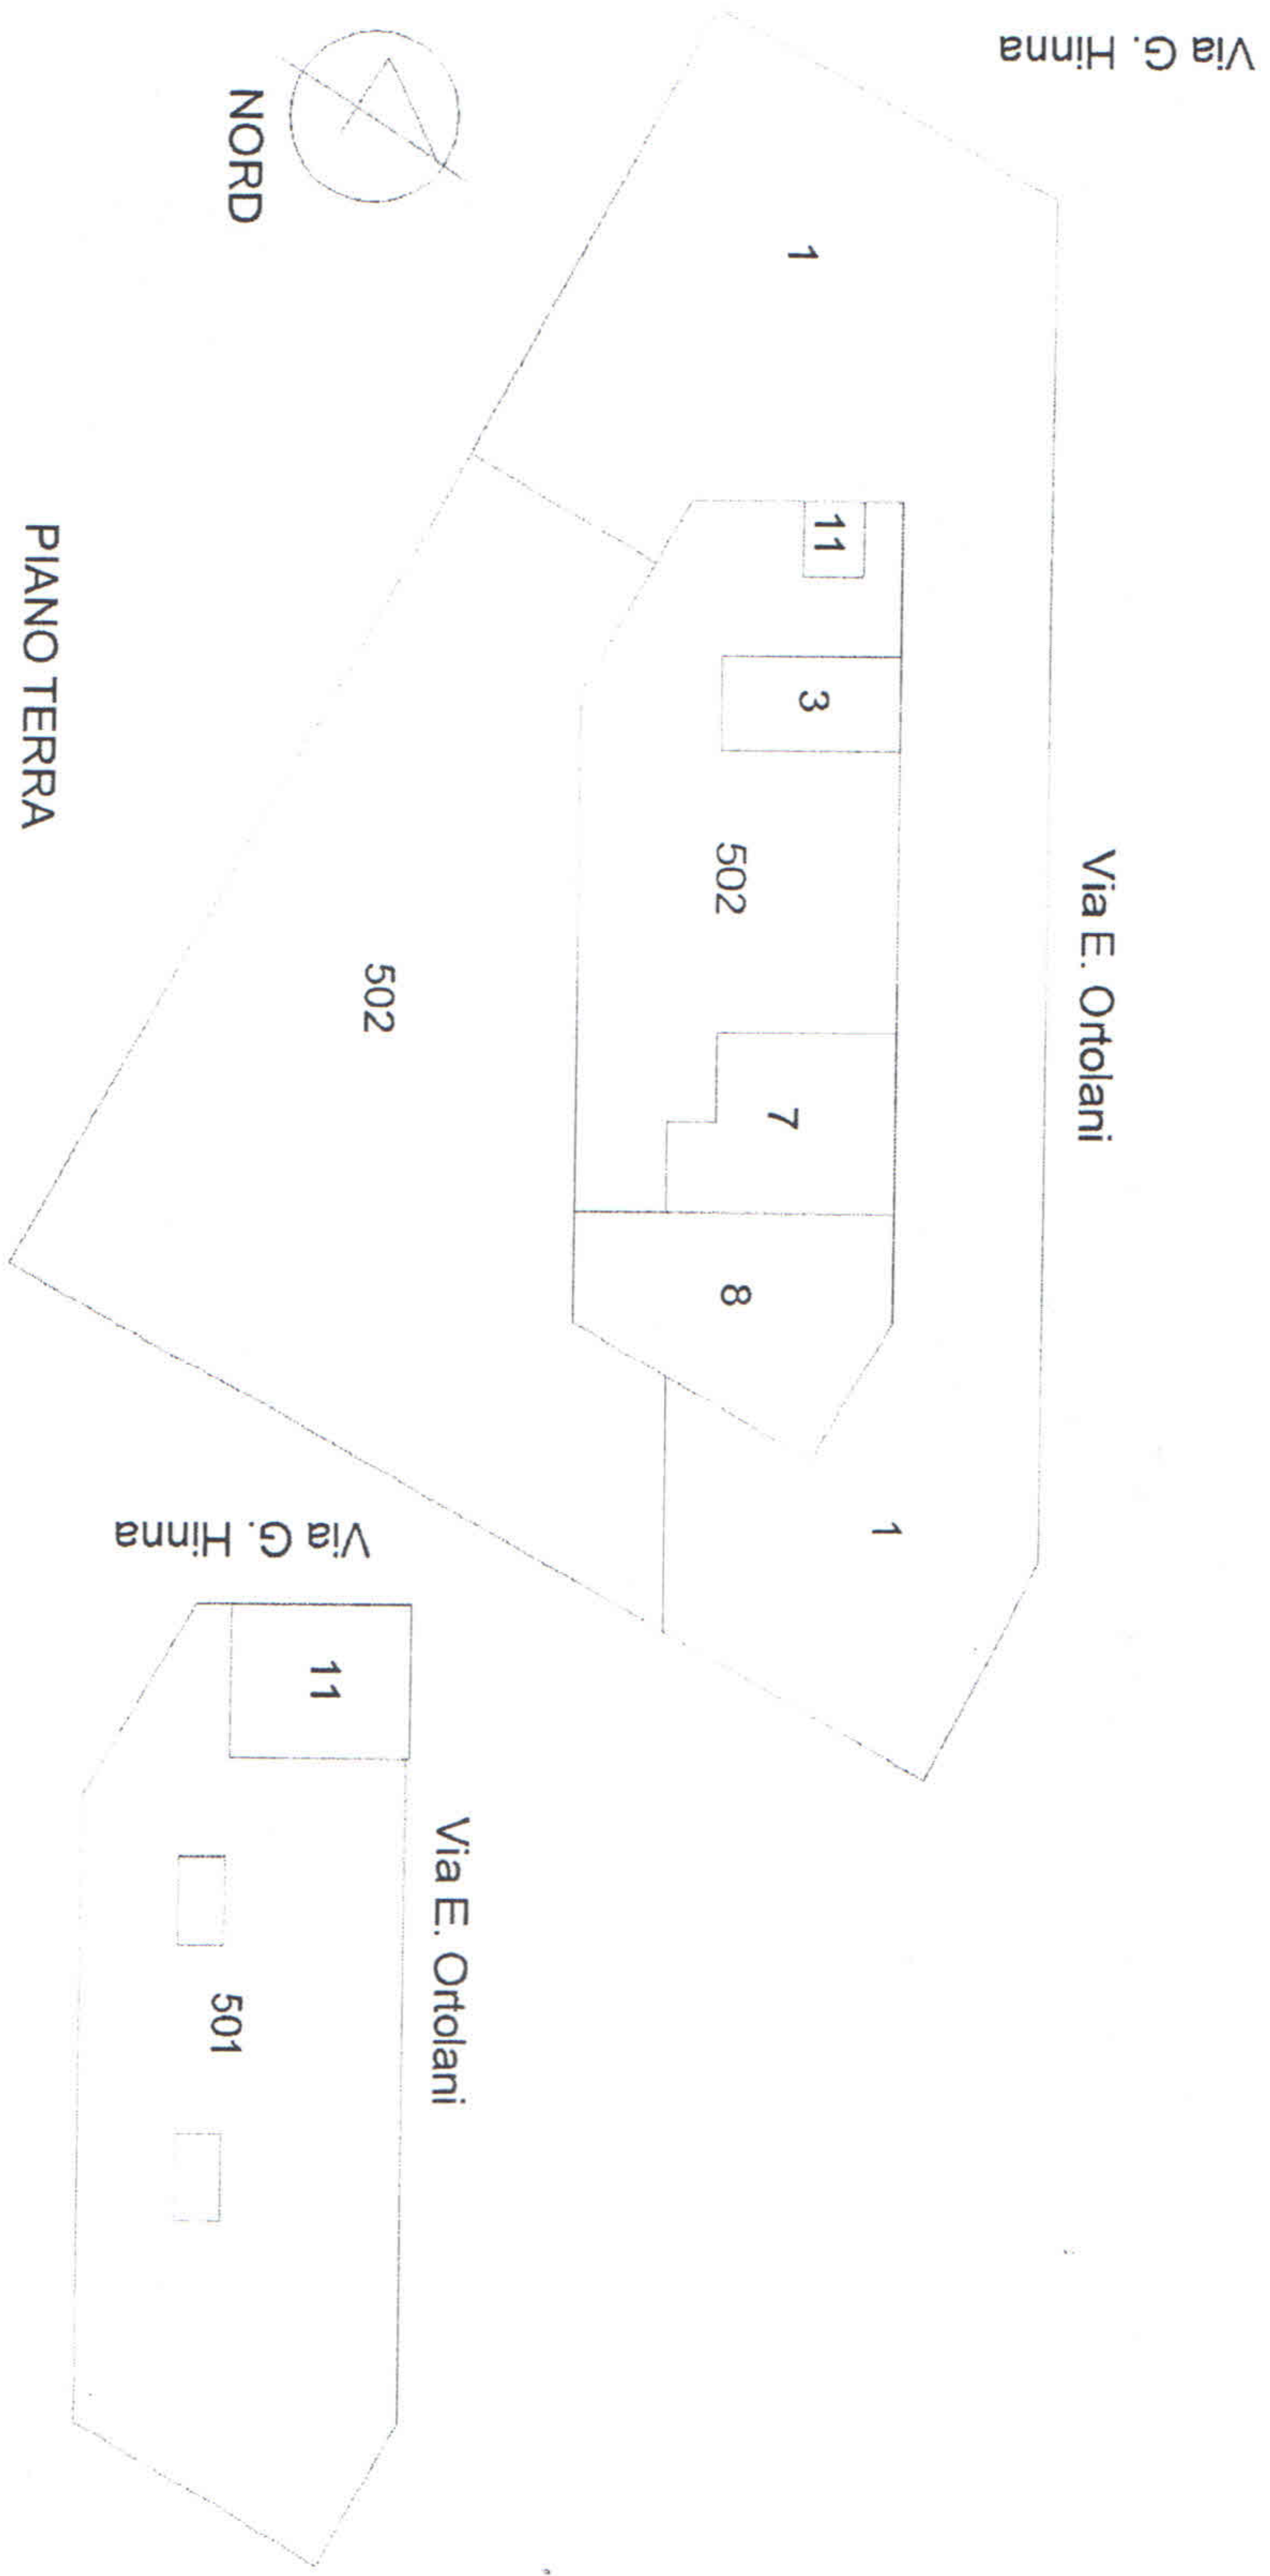 Via G. Hinna
NORD
1
Via E. Ortolani
11
3
502
502
7
8
1
PIANO TERRA
Via G. Hinna
11
Via E. Ortolani
501